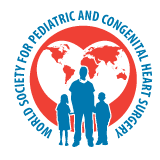 WORLD SOCIETY FOR PEDIATRIC AND CONGENITAL HEART SURGERY